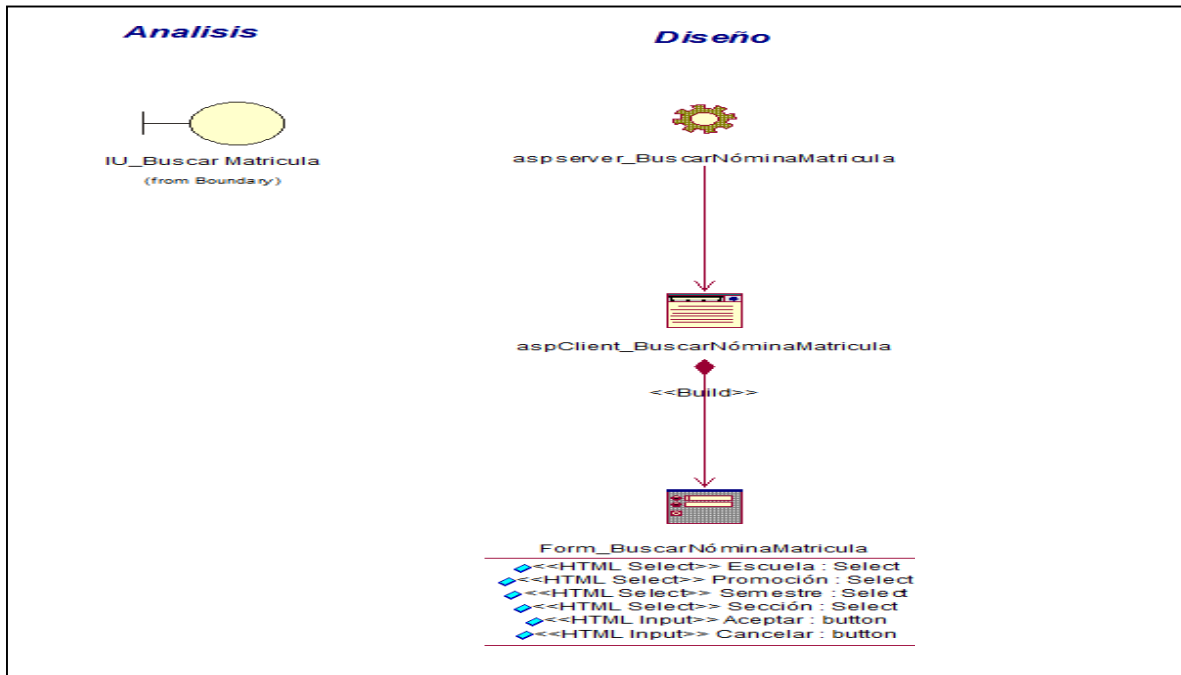 Analisis
Diseño
IU_Buscar Matricula
(from Boundary)
aspserver_BuscarNóminaMatricula
aspClient_BuscarNóminaMatricula
<<Build>>
Form_BuscarNóminaMatricula
<<HTML Select>> Escuela : Select
<<HTML Select>> Promoción : Select
<<HTML Select>> Semestre : Select
<<HTML Select>> Sección : Select
<<HTML Input>> Aceptar : button
<<HTML Input>> Cancelar : button